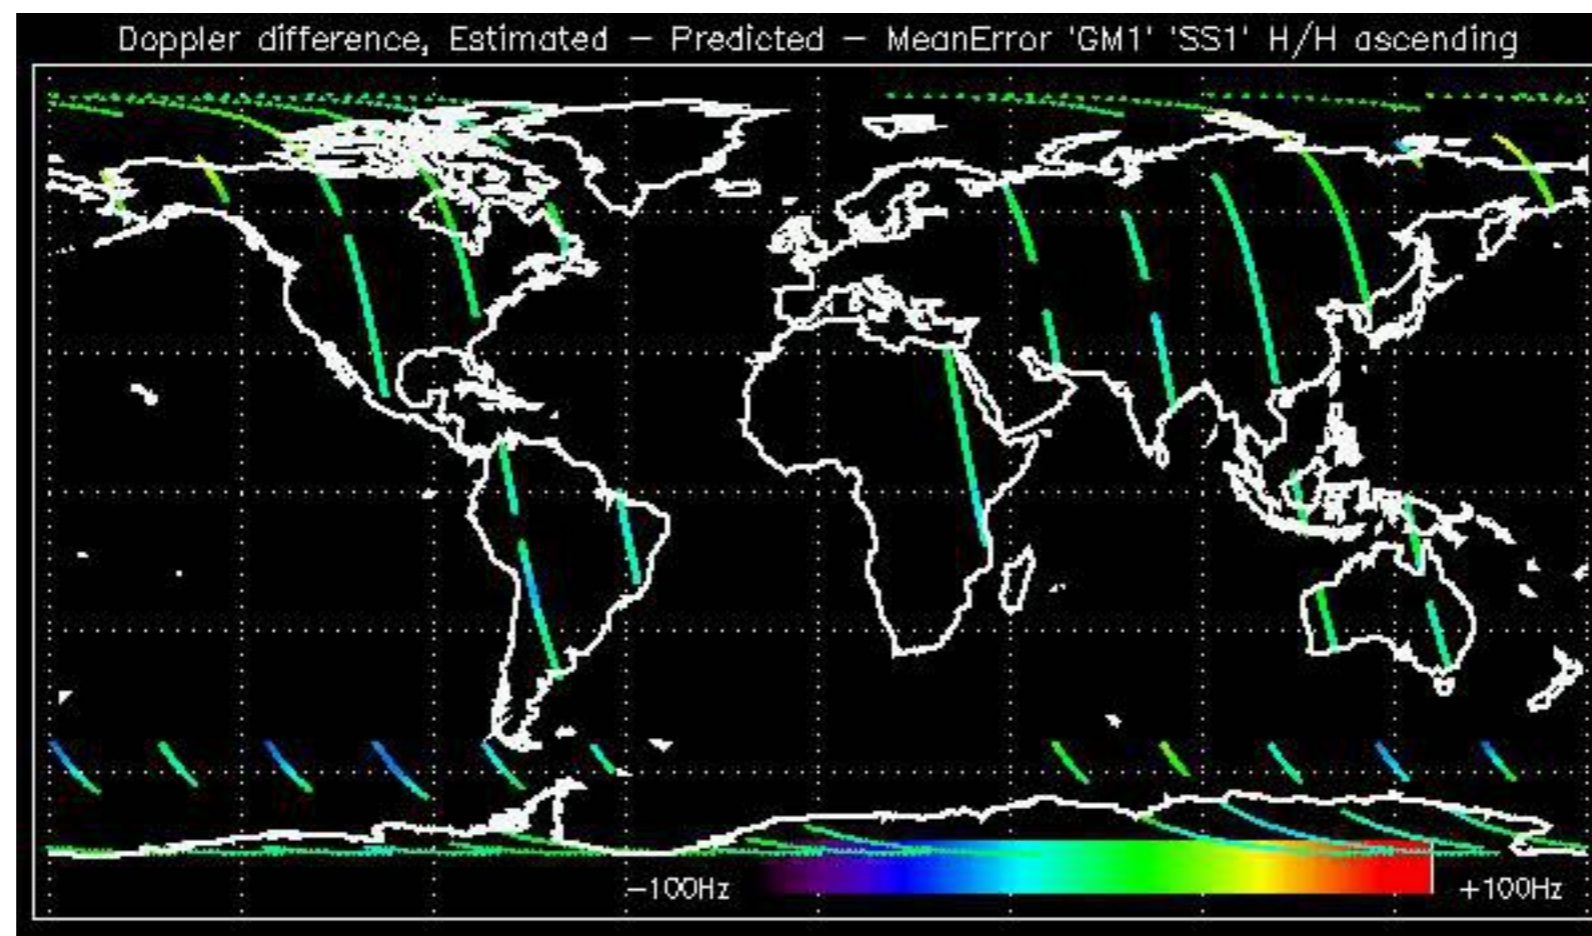 Doppler difference, Estimated – Predicted – MeanError 'GM1' 'SS1' H/H ascending
–100Hz +100Hz